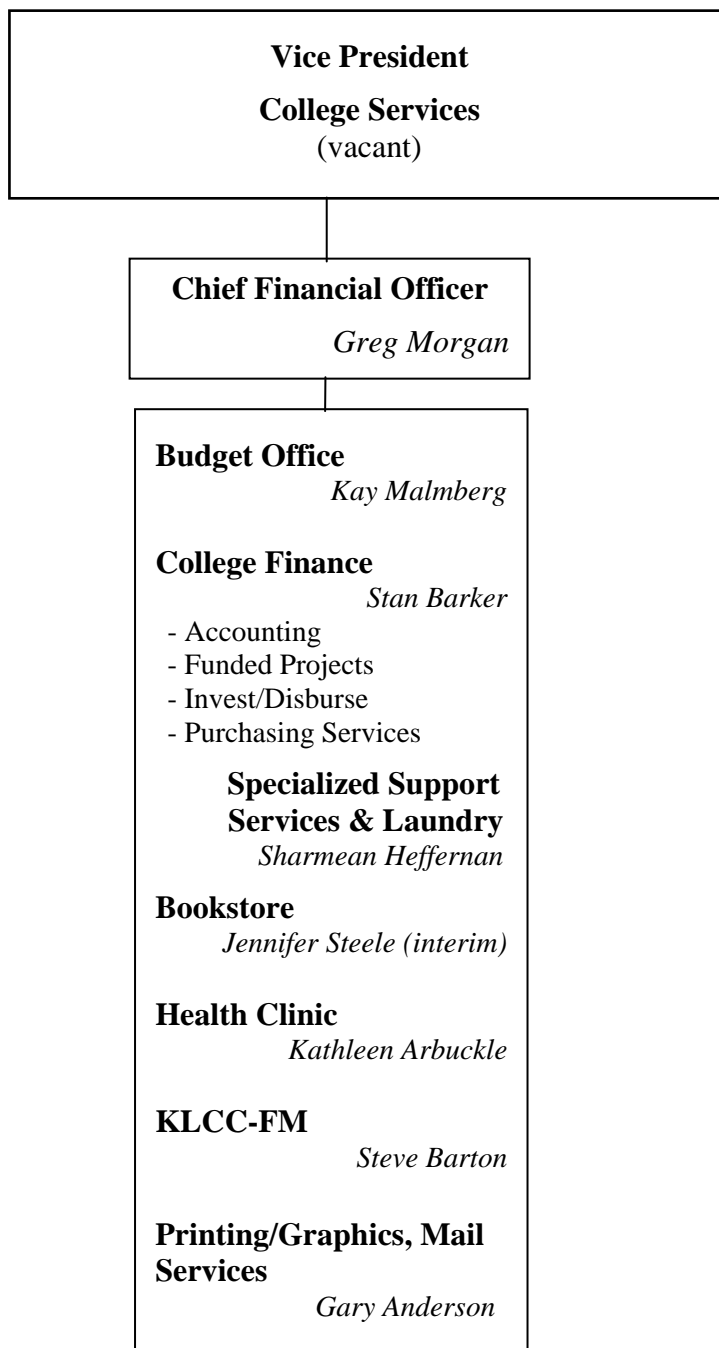 Vice President
College Services
(vacant)
Chief Financial Officer
Greg Morgan
Budget Office
Kay Malmberg
College Finance
Stan Barker
- Accounting
- Funded Projects
- Invest/Disburse
- Purchasing Services
Specialized Support
Services & Laundry
Sharmean Heffernan
Bookstore
Jennifer Steele (interim)
Health Clinic
Kathleen Arbuckle
KLCC-FM
Steve Barton
Printing/Graphics, Mail
Services
Gary Anderson